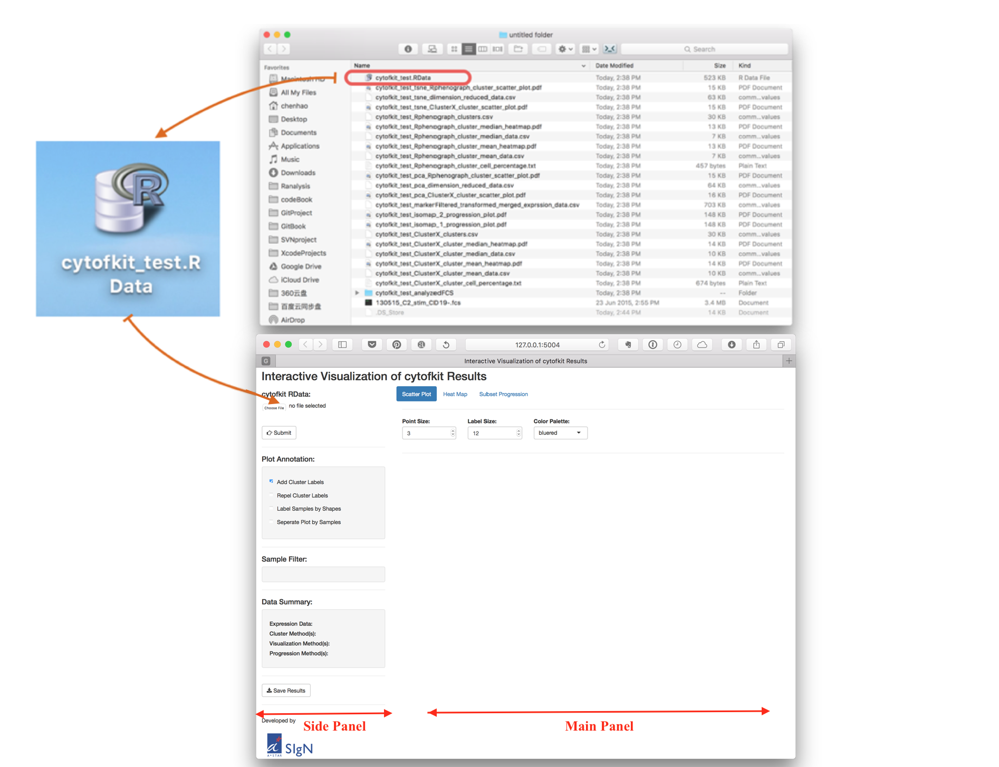 untitled folder
Search
Favorites
Macintosh HD
All My Files
chenhao
Desktop
Documents
Applications
Music
Downloads
Ranalysis
codeBook
GitProject
GitBook
SVNproject
XcodeProjects
Google Drive
iCloud Drive
360云盘
百度云同步盘
AirDrop
Name Date Modified Size Kind
cytofkit_test.RData Today, 2:38 PM 523 KB R Data File
cytofkit_test_tsne_Rphenograph_cluster_scatter_plot.pdf Today, 2:38 PM 15 KB PDF Document
cytofkit_test_tsne_dimension_reduced_data.csv Today, 2:38 PM 63 KB comm...values
cytofkit_test_tsne_ClusterX_cluster_scatter_plot.pdf Today, 2:38 PM 15 KB PDF Document
cytofkit_test_Rphenograph_clusters.csv Today, 2:38 PM 30 KB comm...values
cytofkit_test_Rphenograph_cluster_median_heatmap.pdf Today, 2:38 PM 13 KB PDF Document
cytofkit_test_Rphenograph_cluster_median_data.csv Today, 2:38 PM 7 KB comm...values
cytofkit_test_Rphenograph_cluster_mean_heatmap.pdf Today, 2:38 PM 13 KB PDF Document
cytofkit_test_Rphenograph_cluster_mean_data.csv Today, 2:38 PM 7 KB comm...values
cytofkit_test_Rphenograph_cluster_cell_percentage.txt Today, 2:38 PM 457 bytes Plain Text
cytofkit_test_pca_Rphenograph_cluster_scatter_plot.pdf Today, 2:38 PM 15 KB PDF Document
cytofkit_test_pca_dimension_reduced_data.csv Today, 2:38 PM 64 KB comm...values
cytofkit_test_pca_ClusterX_cluster_scatter_plot.pdf Today, 2:38 PM 16 KB PDF Document
cytofkit_test_markerFiltered_transformed_merged_exprssion_data.csv Today, 2:38 PM 703 KB comm...values
cytofkit_test_isomap_2_progression_plot.pdf Today, 2:38 PM 148 KB PDF Document
cytofkit_test_isomap_1_progression_plot.pdf Today, 2:38 PM 148 KB PDF Document
cytofkit_test_ClusterX_clusters.csv Today, 2:38 PM 30 KB comm...values
cytofkit_test_ClusterX_cluster_median_heatmap.pdf Today, 2:38 PM 14 KB PDF Document
cytofkit_test_ClusterX_cluster_median_data.csv Today, 2:38 PM 10 KB comm...values
cytofkit_test_ClusterX_cluster_mean_heatmap.pdf Today, 2:38 PM 14 KB PDF Document
cytofkit_test_ClusterX_cluster_mean_data.csv Today, 2:38 PM 10 KB comm...values
cytofkit_test_ClusterX_cluster_cell_percentage.txt Today, 2:38 PM 674 bytes Plain Text
cytofkit_test_analyzedFCS Today, 2:38 PM -- Folder
130515_C2_stim_CD19-.fcs 23 Jun 2015, 2:55 PM 3.4 MB Document
.DS_Store Today, 2:44 PM 14 KB Document
R
cytofkit_test.R
Data
127.0.0.1:5004
G
Interactive Visualization of cytofkit Results
Interactive Visualization of cytofkit Results
cytofkit RData:
Choose File no file selected
Submit
Plot Annotation:
Add Cluster Labels
Repel Cluster Labels
Label Samples by Shapes
Seperate Plot by Samples
Sample Filter:
Data Summary:
Expression Data:
Cluster Method(s):
Visualization Method(s):
Progression Method(s):
Save Results
Developed by
Side Panel
a
A*STAR
SIgN
Scatter Plot Heat Map Subset Progression
Point Size: Label Size: Color Palette:
3 12 bluered
Main Panel